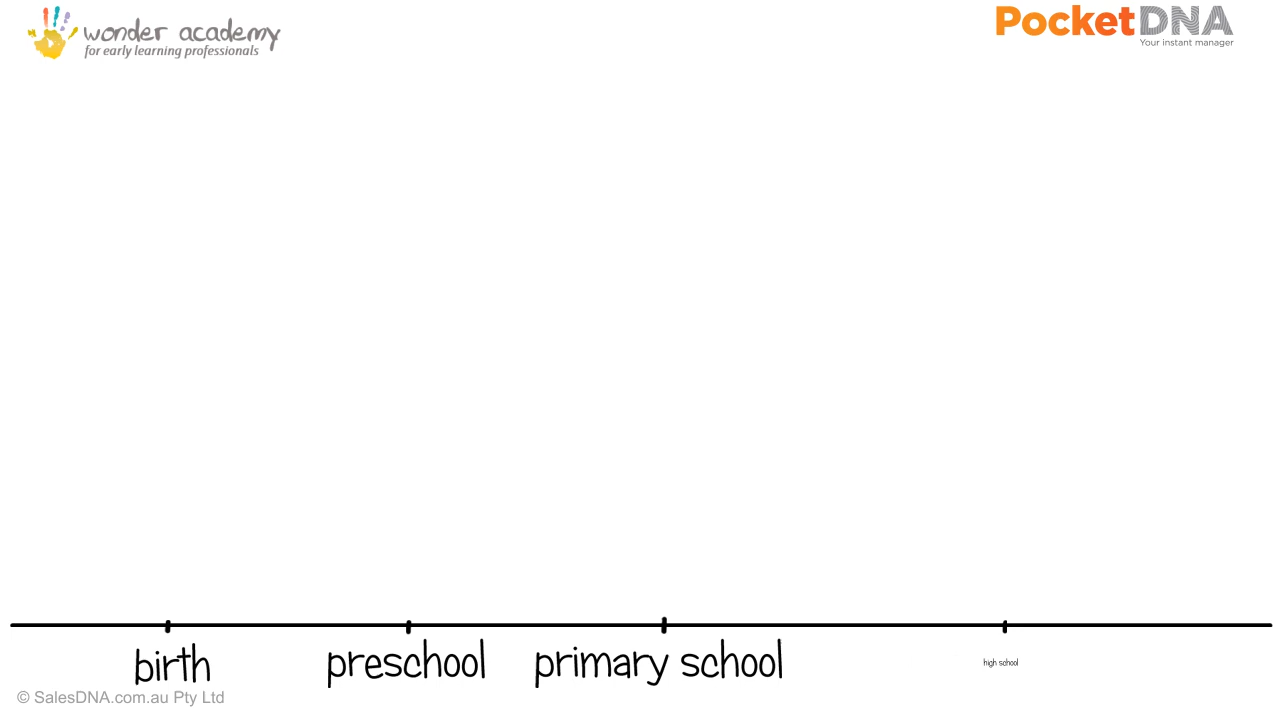 wonder academy
for early learning professionals
PocketDNA
Your instant manager
birth
preschool
primary school
high school
© SalesDNA.com.au Pty Ltd